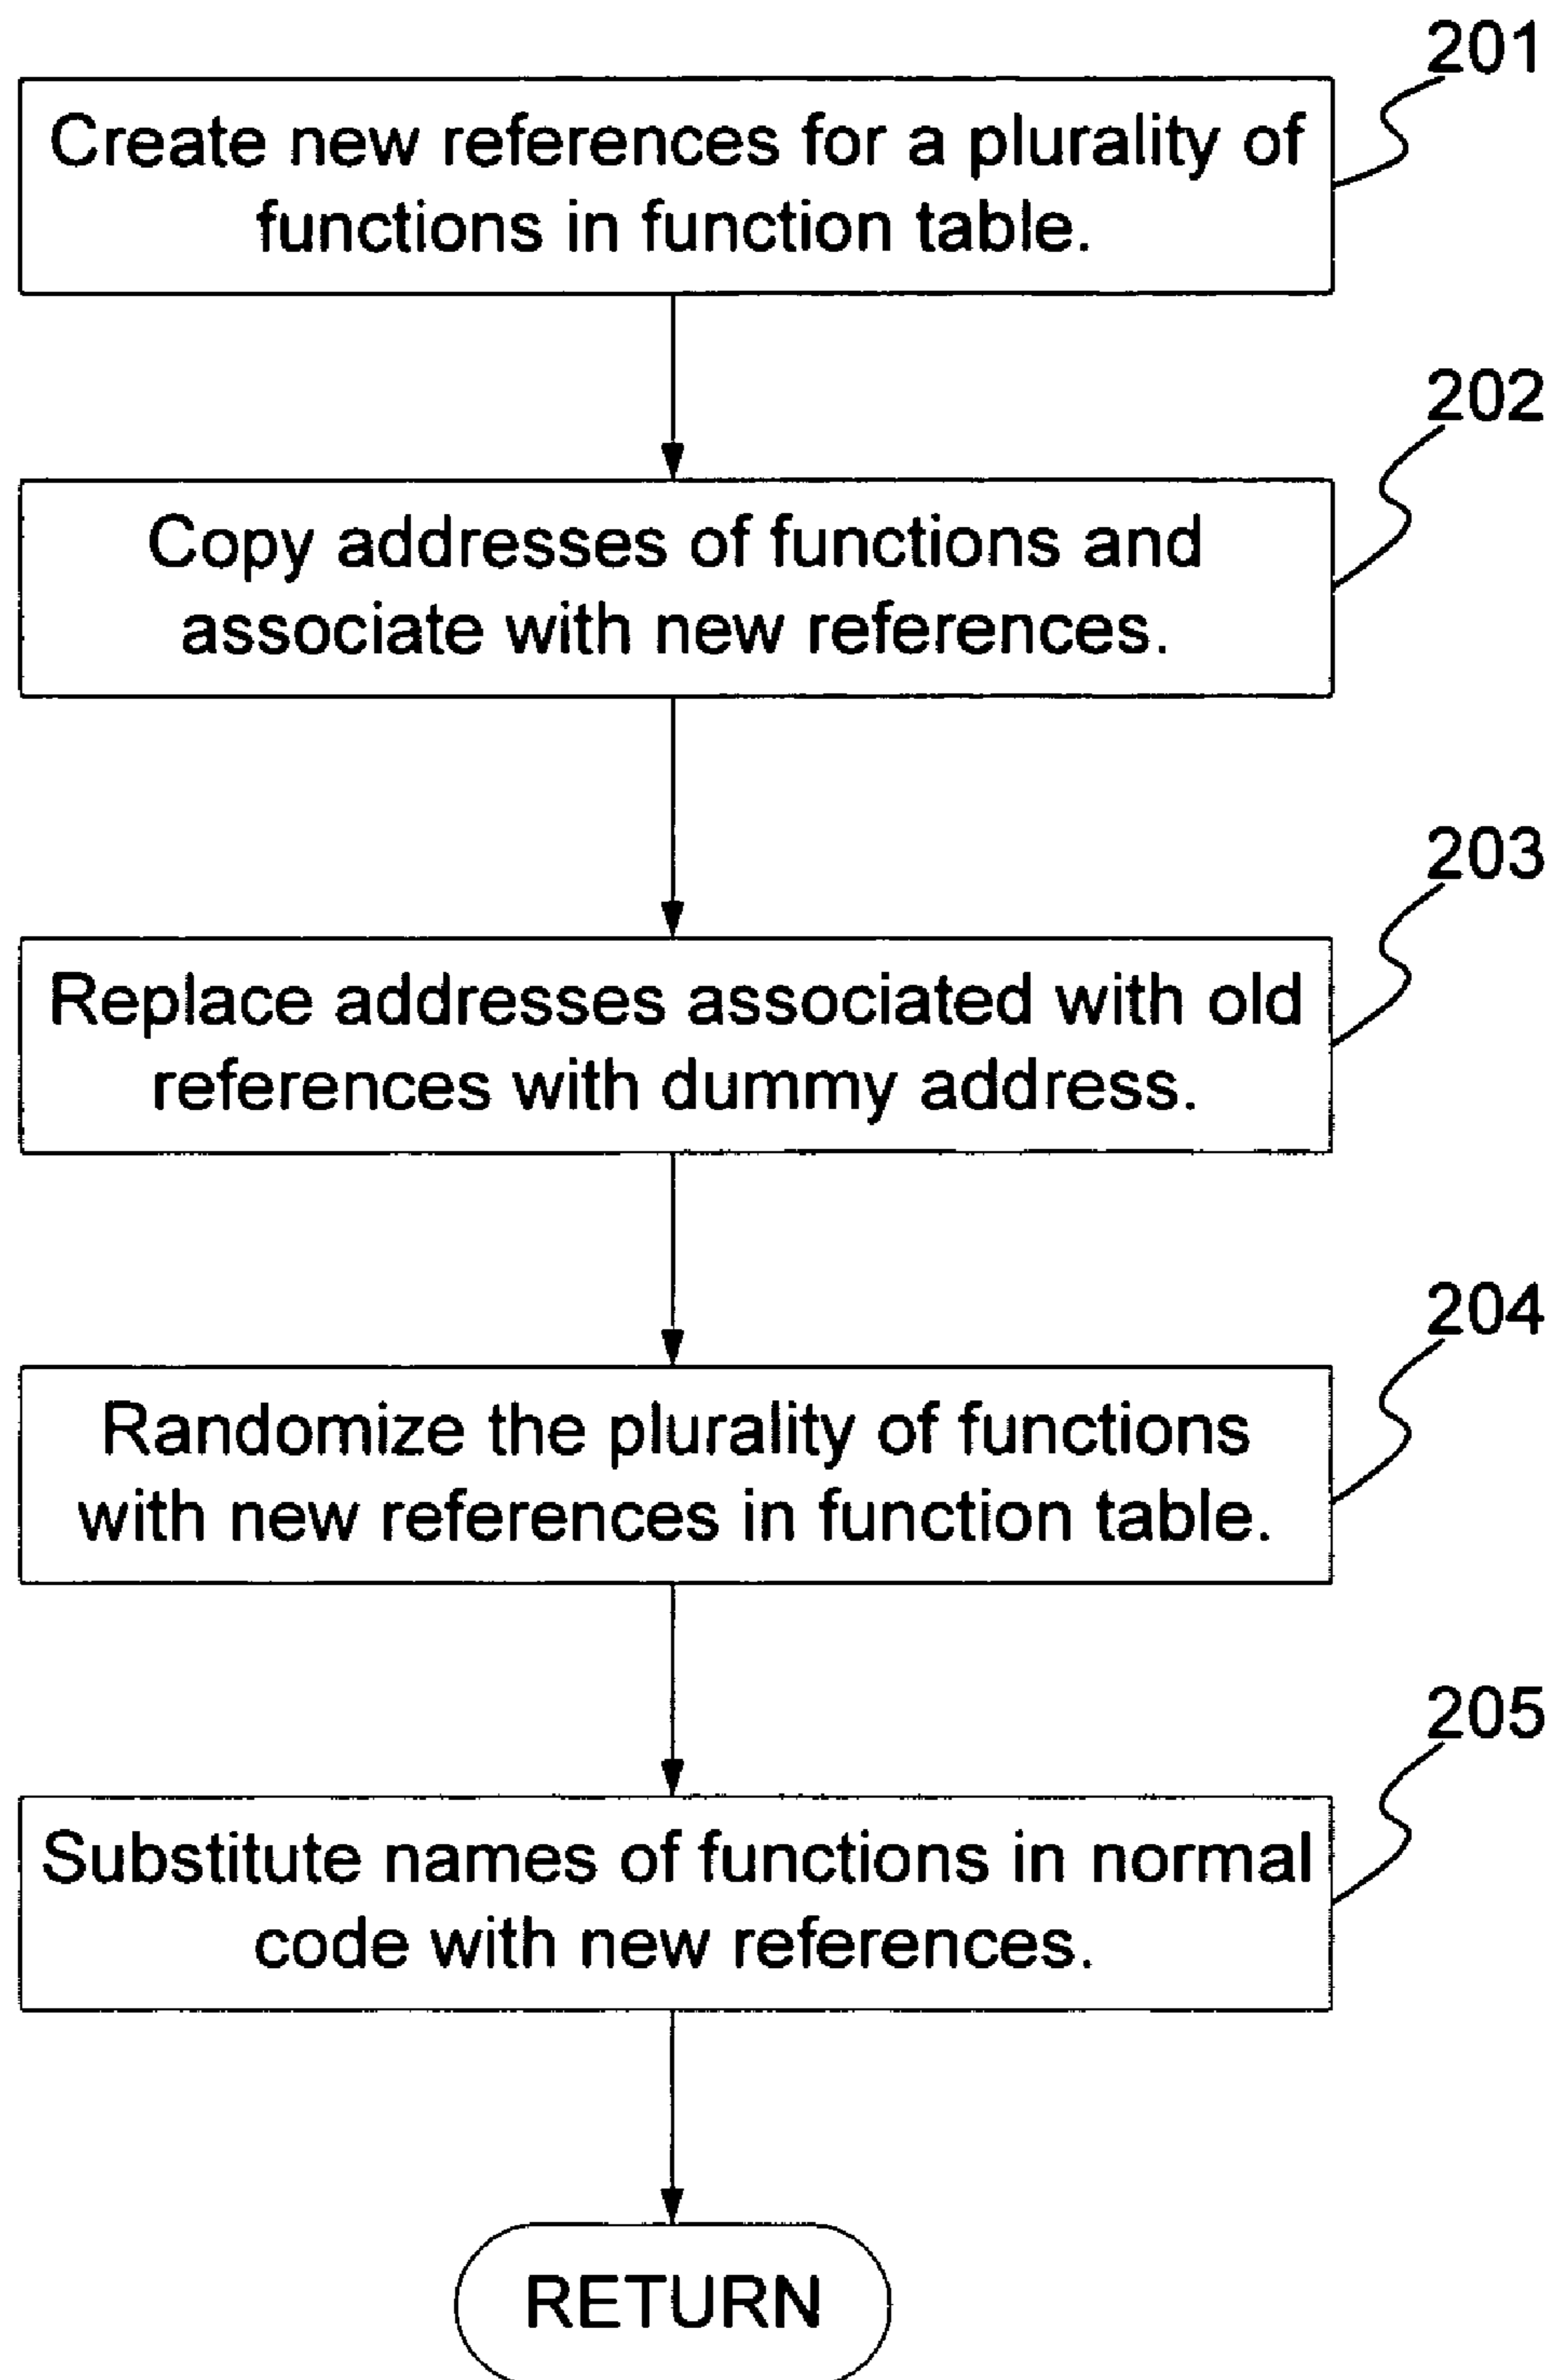 201
Create new references for a plurality of
functions in function table.
202
Copy addresses of functions and
associate with new references.
203
Replace addresses associated with old
references with dummy address.
204
Randomize the plurality of functions
with new references in function table.
205
Substitute names of functions in normal
code with new references.
RETURN